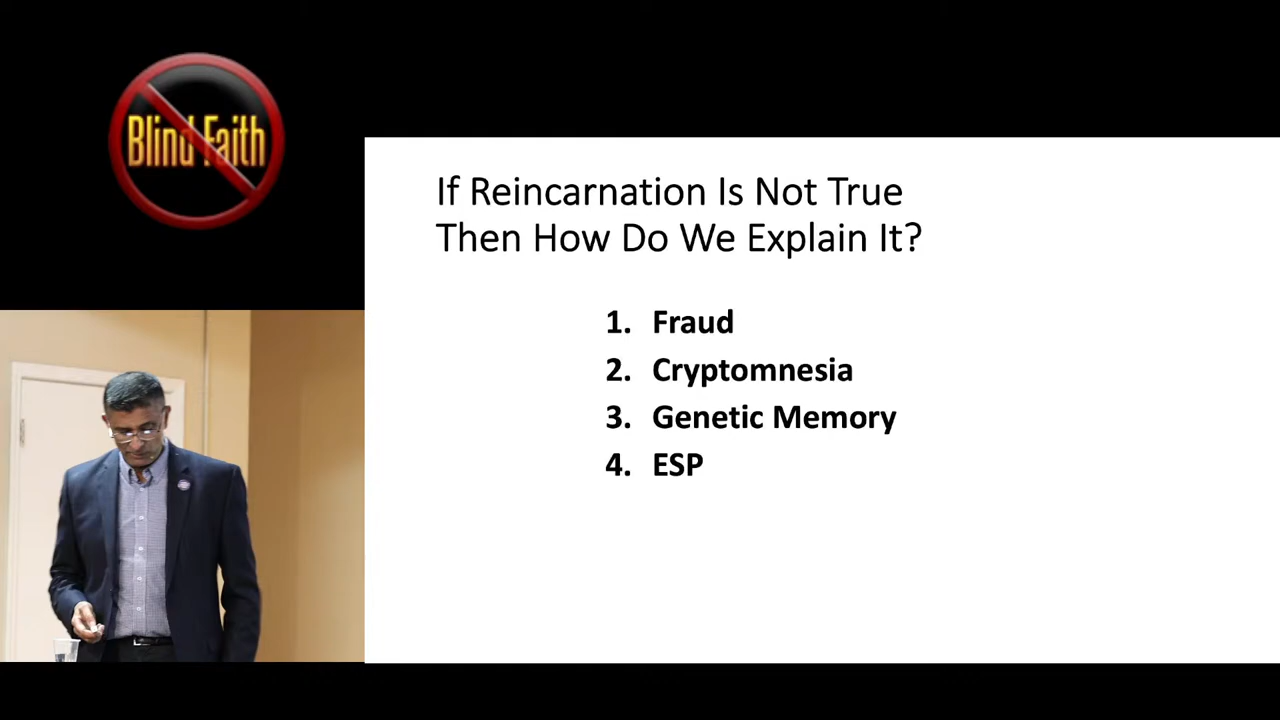 Blind Faith
If Reincarnation Is Not True
Then How Do We Explain It?
1. Fraud
2. Cryptomnesia
3. Genetic Memory
4. ESP